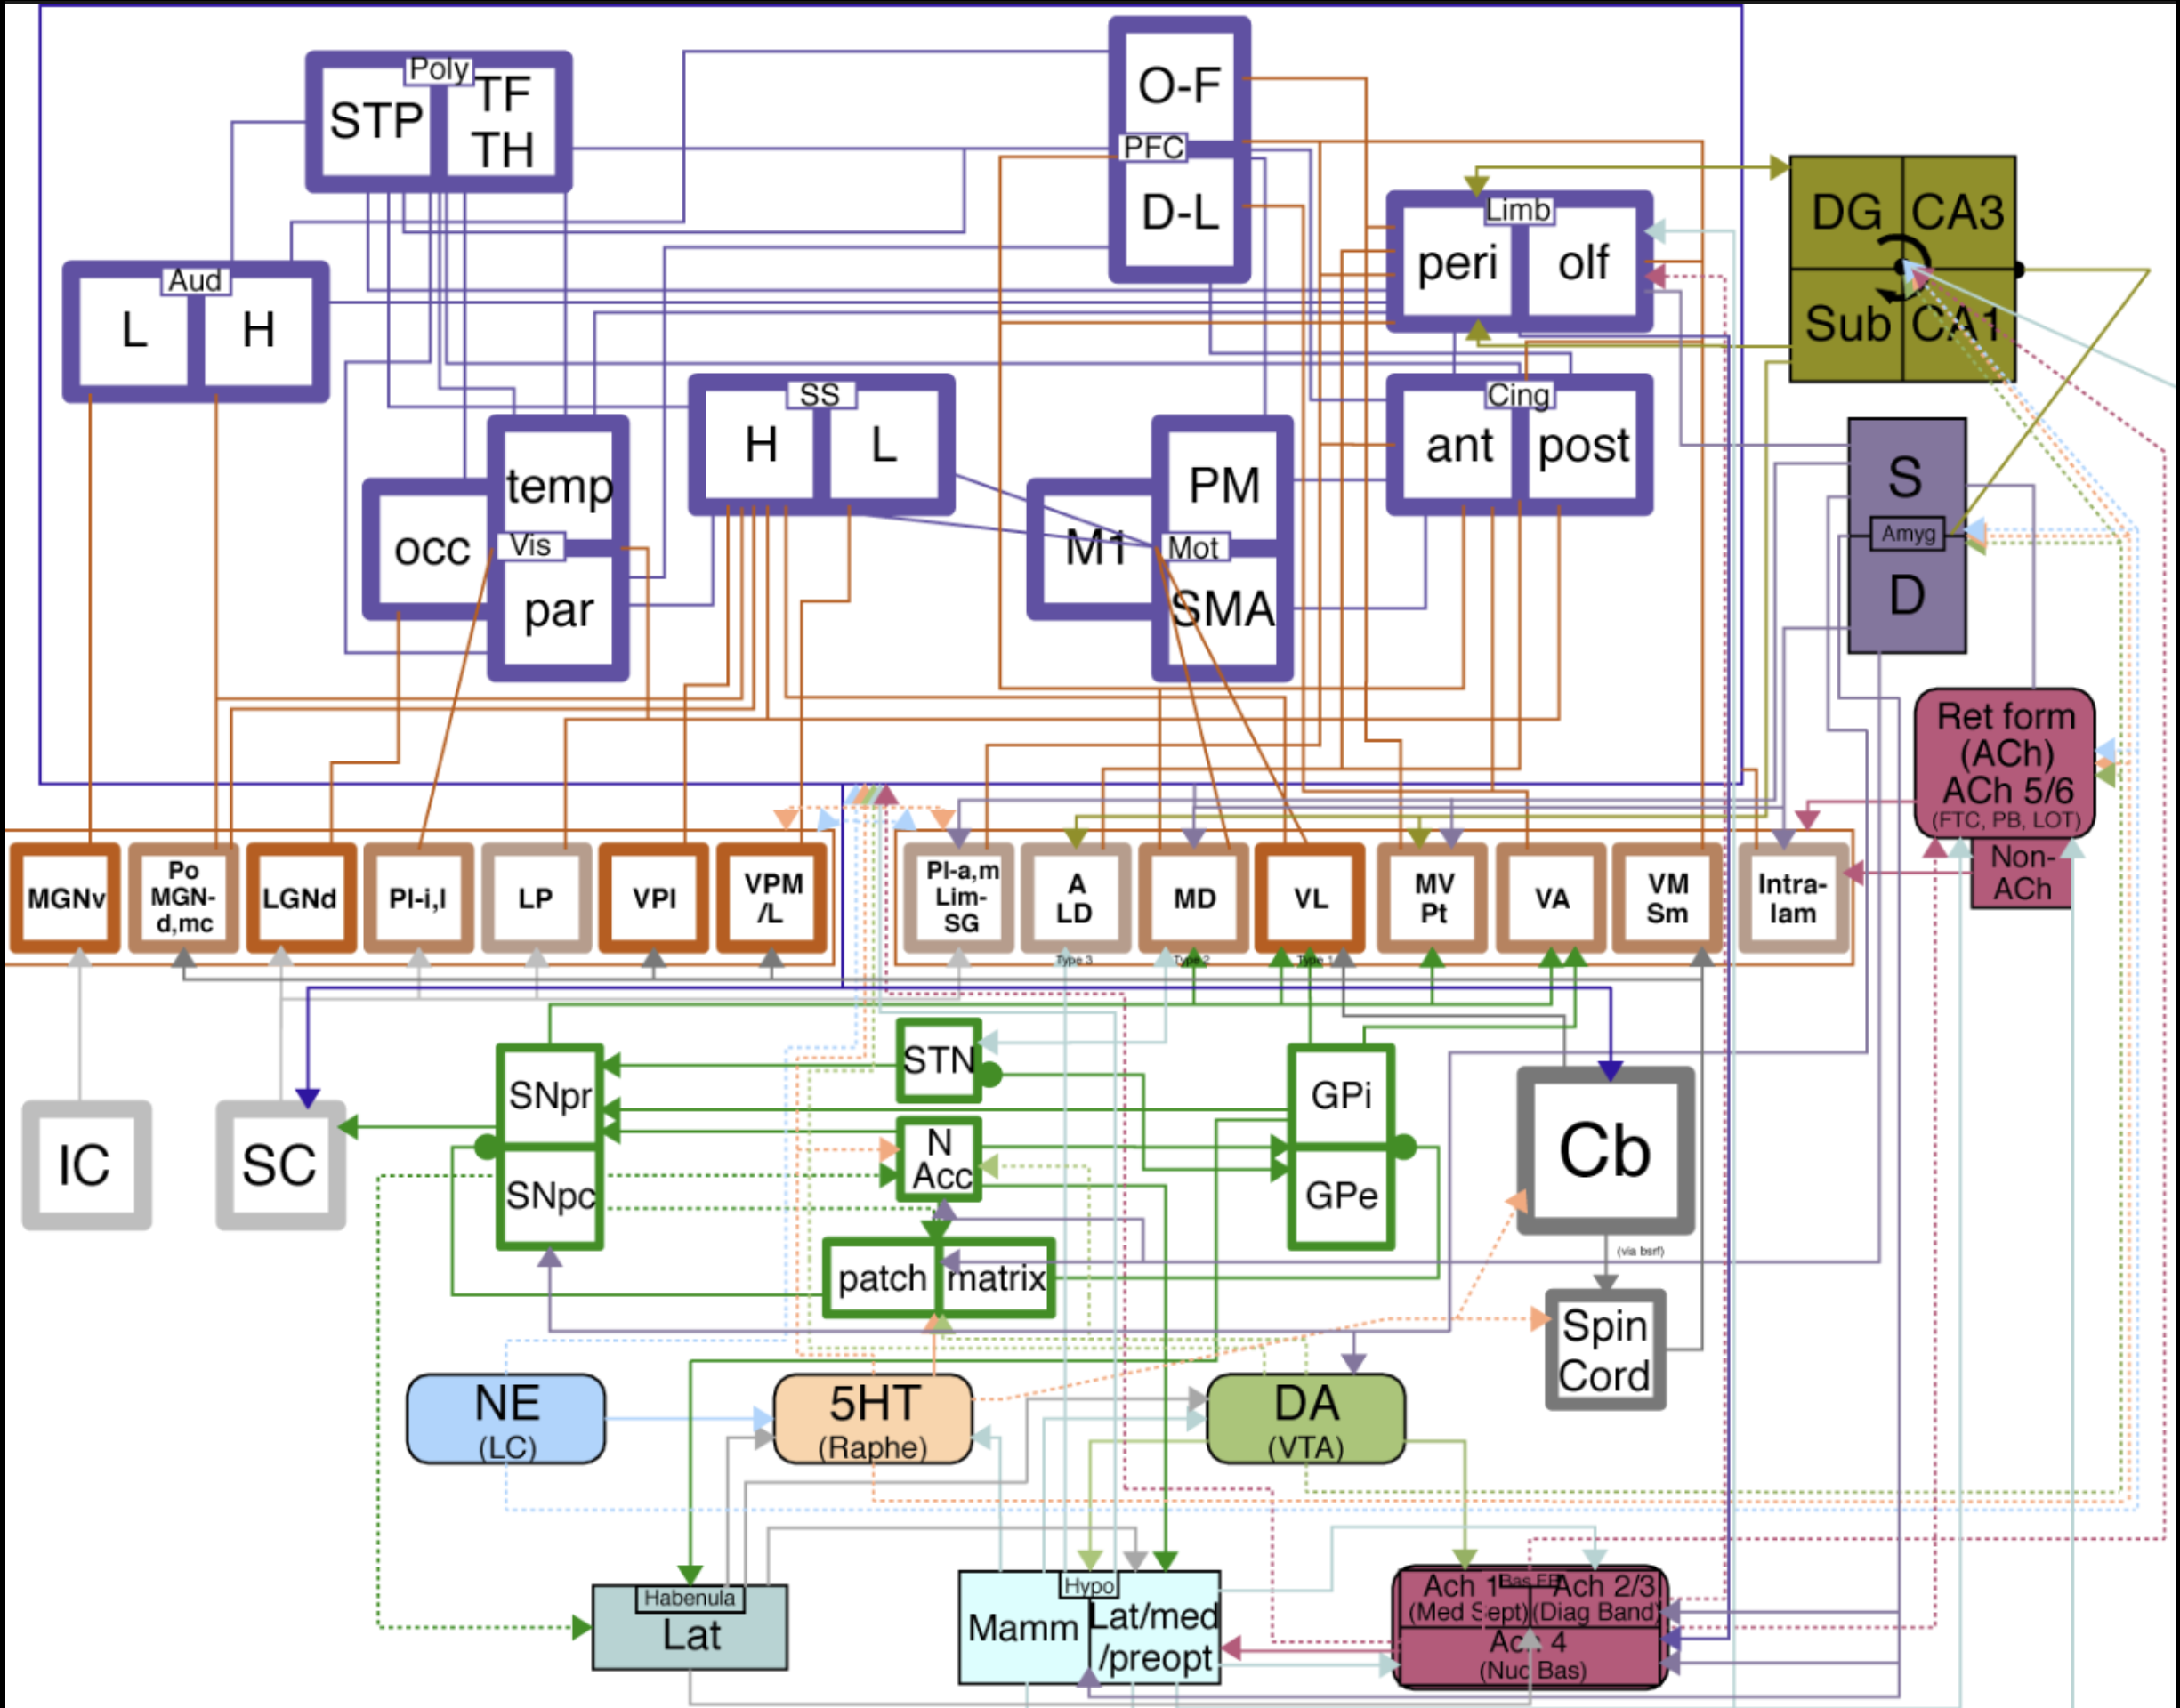 Poly
STP
TF
TH
O-F
PFC
D-L
Limb
peri
olf
DG
CA3
Sub
CA1
Aud
L
H
SS
H
L
Cing
ant
post
temp
occ
Vis
par
PM
M1
Mot
SMA
S
Amyg
D
Ret form
(ACh)
ACh 5/6
(FTC, PB, LOT)
Non-
ACh
MGNv
Po
MGN-
d,mc
LGNd
Pl-i,l
LP
VPI
VPM
/L
Pl-a,m
Lim-
SG
A
LD
MD
VL
MV
Pt
VA
VM
Sm
Intra-
lam
Type 3
Type 2
Type 1
IC
SC
SNpr
SNpc
STN
N
Acc
GPi
GPe
Cb
(via bsrf)
patch
matrix
Spin
Cord
NE
(LC)
5HT
(Raphe)
DA
(VTA)
Habenula
Lat
Hypo
Mamm
Lat/med
/preopt
Ach 1
(Med Sept)
Bas FB
Ach 2/3
(Diag Band)
Ach 4
(Nuc Bas)